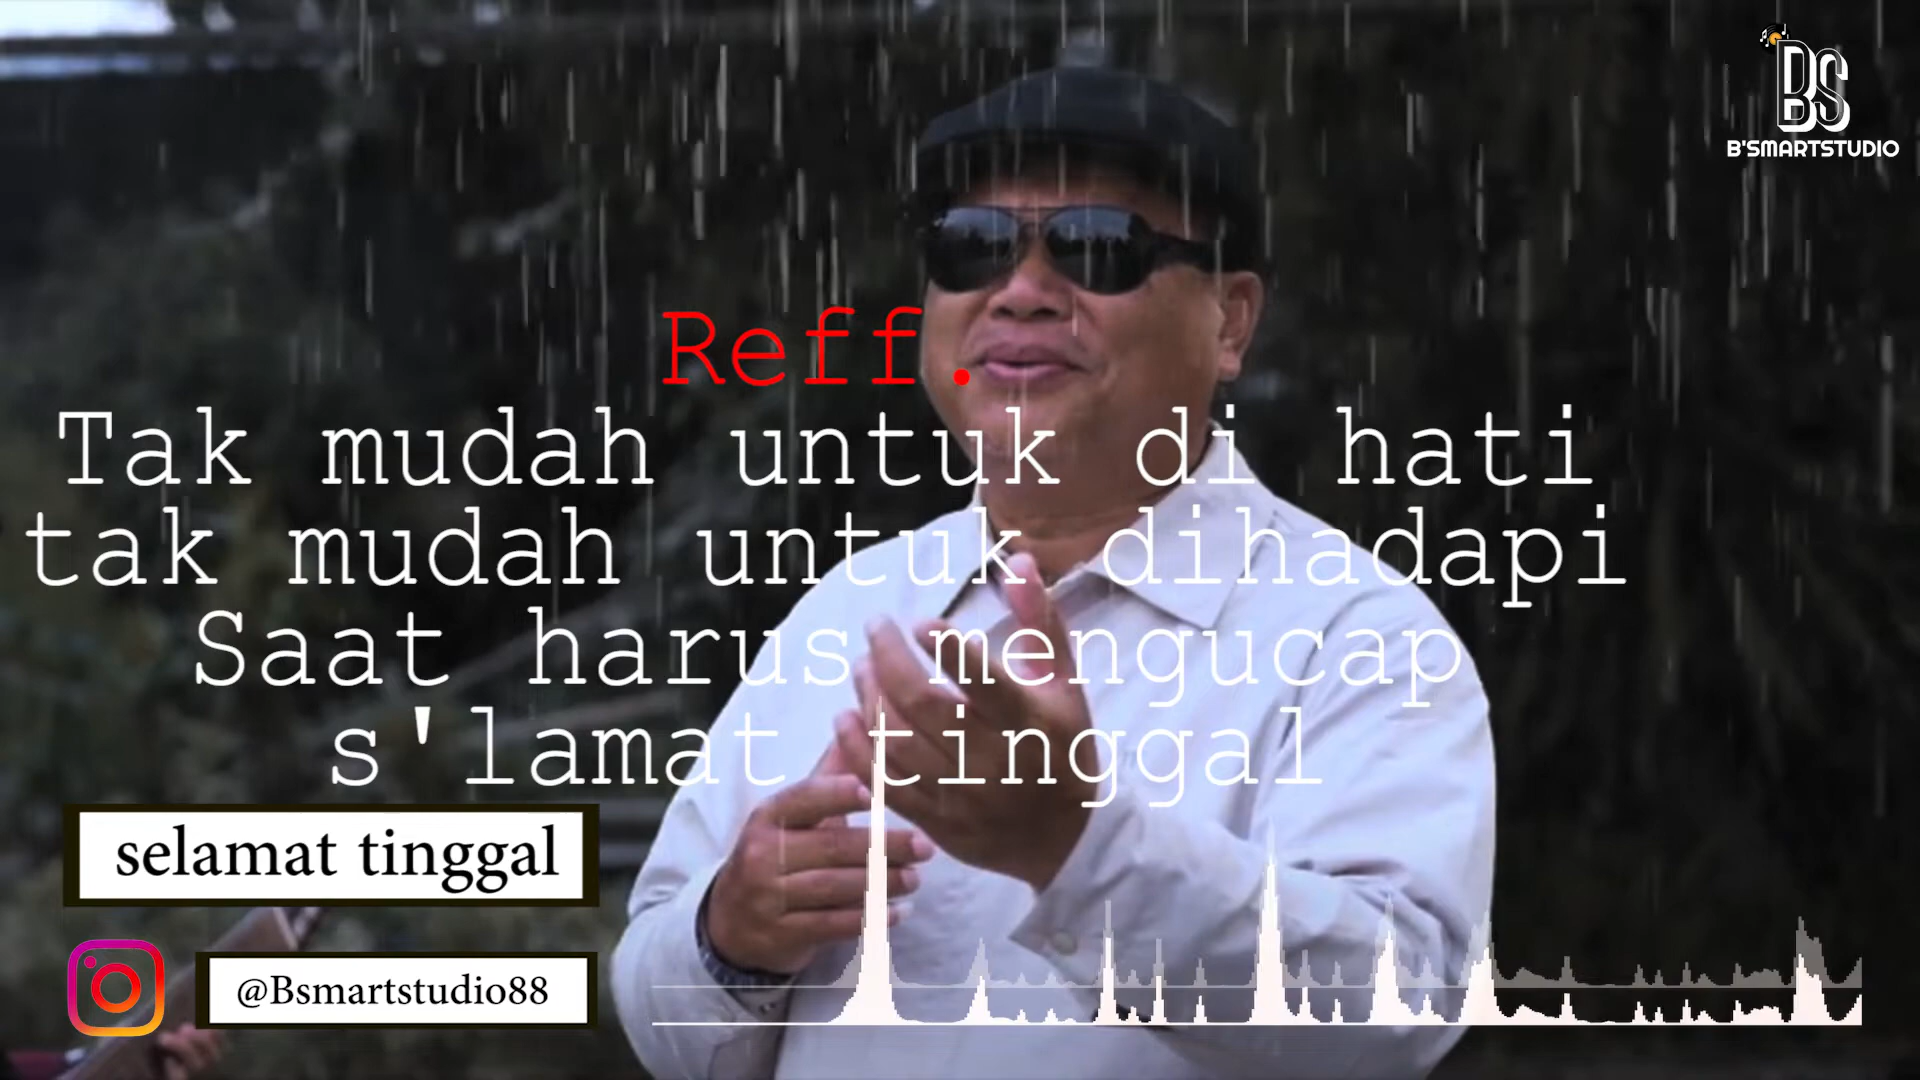 BS
B'SMARTSTUDIO
Reff.
Tak mudah untuk di hati
tak mudah untuk dihadapi
Saat harus mengucap
s'lamat tinggal
selamat tinggal
@Bsmartstudio88